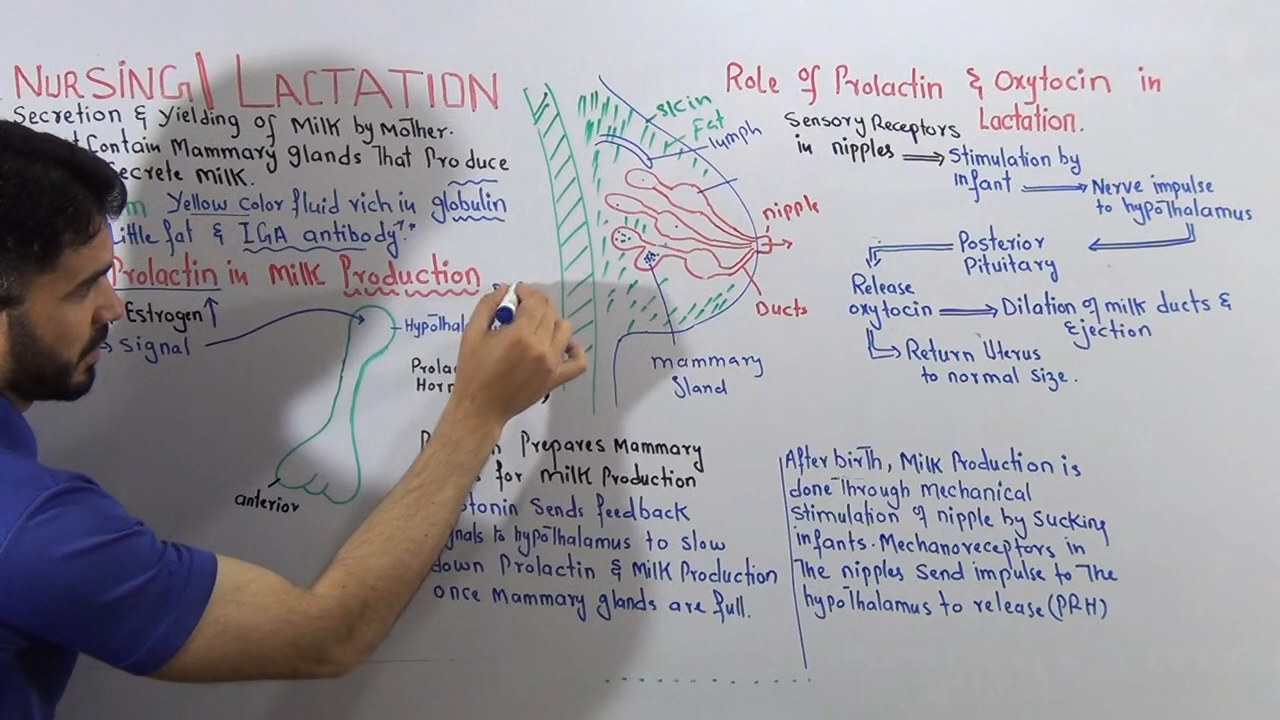 NURSING| LACTATION
Secretion & Yielding of Milk by Mother.
Contain Mammary glands That Produce
Secrete milk.
Yellow color fluid rich in globulin
little fat & IGA antibody.
Prolactin in Milk Production
Estrogen ↑
→ Signal
anterior
Prepares Mammary
for milk Production
Sends feedback
to hypothalamus to slow
down Prolactin & Milk Production
once Mammary glands are full.
skin
Fat
lymph
nipple
Ducts
mammary
gland
Role of Prolactin & Oxytocin in
Lactation.
Sensory Receptors
in nipples ⟹ Stimulation by
infant ⟹ Nerve impulse
to hypothalamus
Posterior
Pituitary
Release
oxytocin ⟹ Dilation of milk ducts &
Ejection
Return Uterus
to normal size.
After birth, Milk Production is
done Through Mechanical
Stimulation of nipple by Sucking
infants. Mechanoreceptors in
The nipples Send impulse to The
hypothalamus to release (PRH)